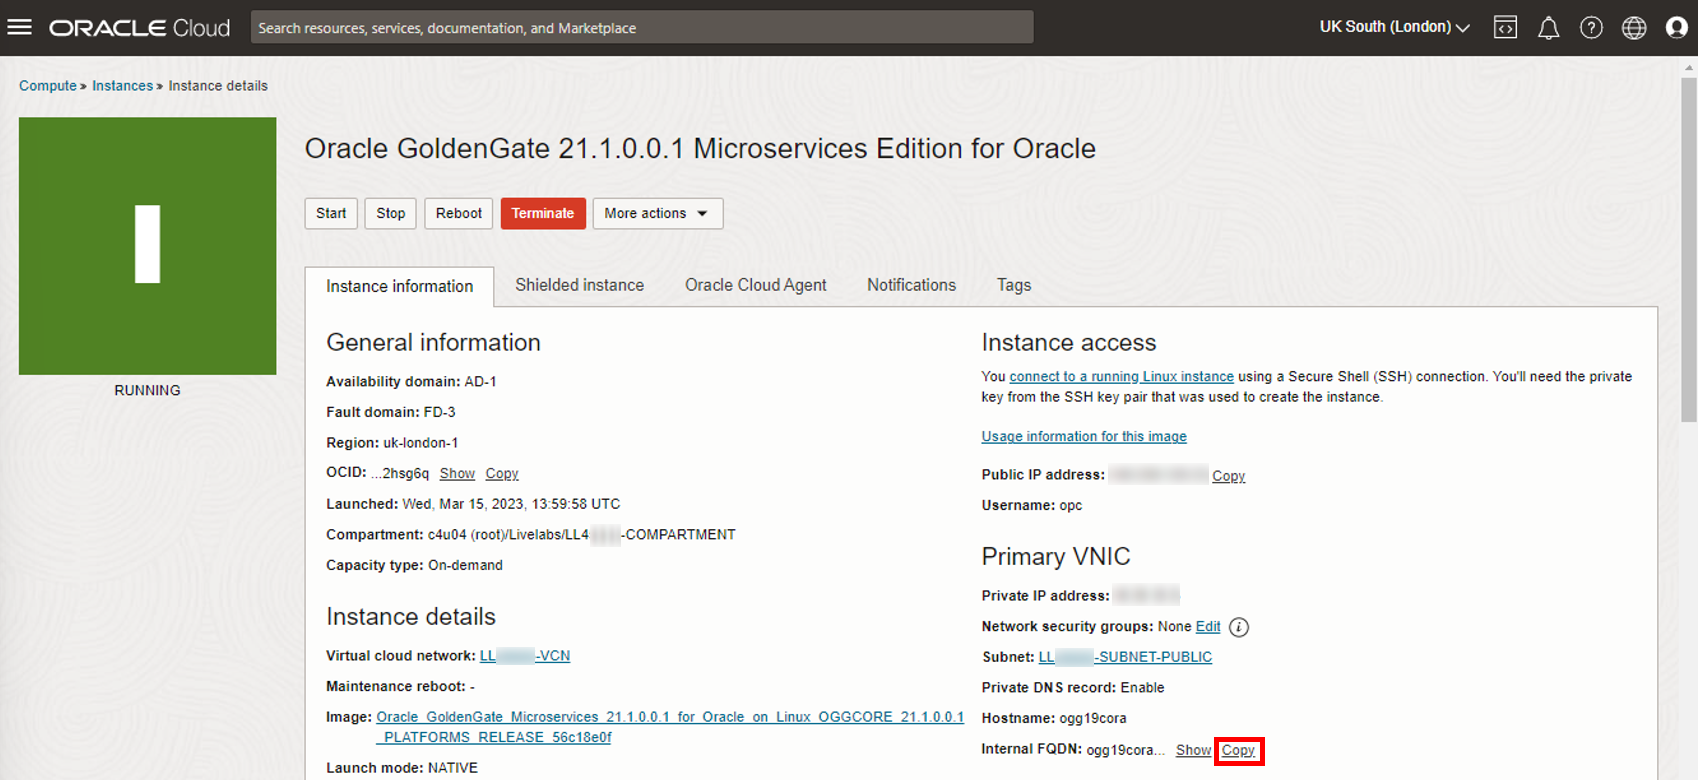 ORACLE Cloud
Search resources, services, documentation, and Marketplace
UK South (London)
Compute » Instances » Instance details
RUNNING
Oracle GoldenGate 21.1.0.0.1 Microservices Edition for Oracle
Start Stop Reboot Terminate More actions
Instance information Shielded instance Oracle Cloud Agent Notifications Tags
General information
Availability domain: AD-1
Fault domain: FD-3
Region: uk-london-1
OCID: ...2hsg6q Show Copy
Launched: Wed, Mar 15, 2023, 13:59:58 UTC
Compartment: c4u04 (root)/Livelabs/LL4 -COMPARTMENT
Capacity type: On-demand
Instance details
Virtual cloud network: LL -VCN
Maintenance reboot: -
Image: Oracle_GoldenGate_Microservices_21.1.0.0.1_for_Oracle_on_Linux_OGGCORE_21.1.0.0.1
_PLATFORMS_RELEASE_56c18e0f
Launch mode: NATIVE
Instance access
You connect to a running Linux instance using a Secure Shell (SSH) connection. You'll need the private
key from the SSH key pair that was used to create the instance.
Usage information for this image
Public IP address: Copy
Username: opc
Primary VNIC
Private IP address:
Network security groups: None Edit
Subnet: LL -SUBNET-PUBLIC
Private DNS record: Enable
Hostname: ogg19cora
Internal FQDN: ogg19cora... Show Copy